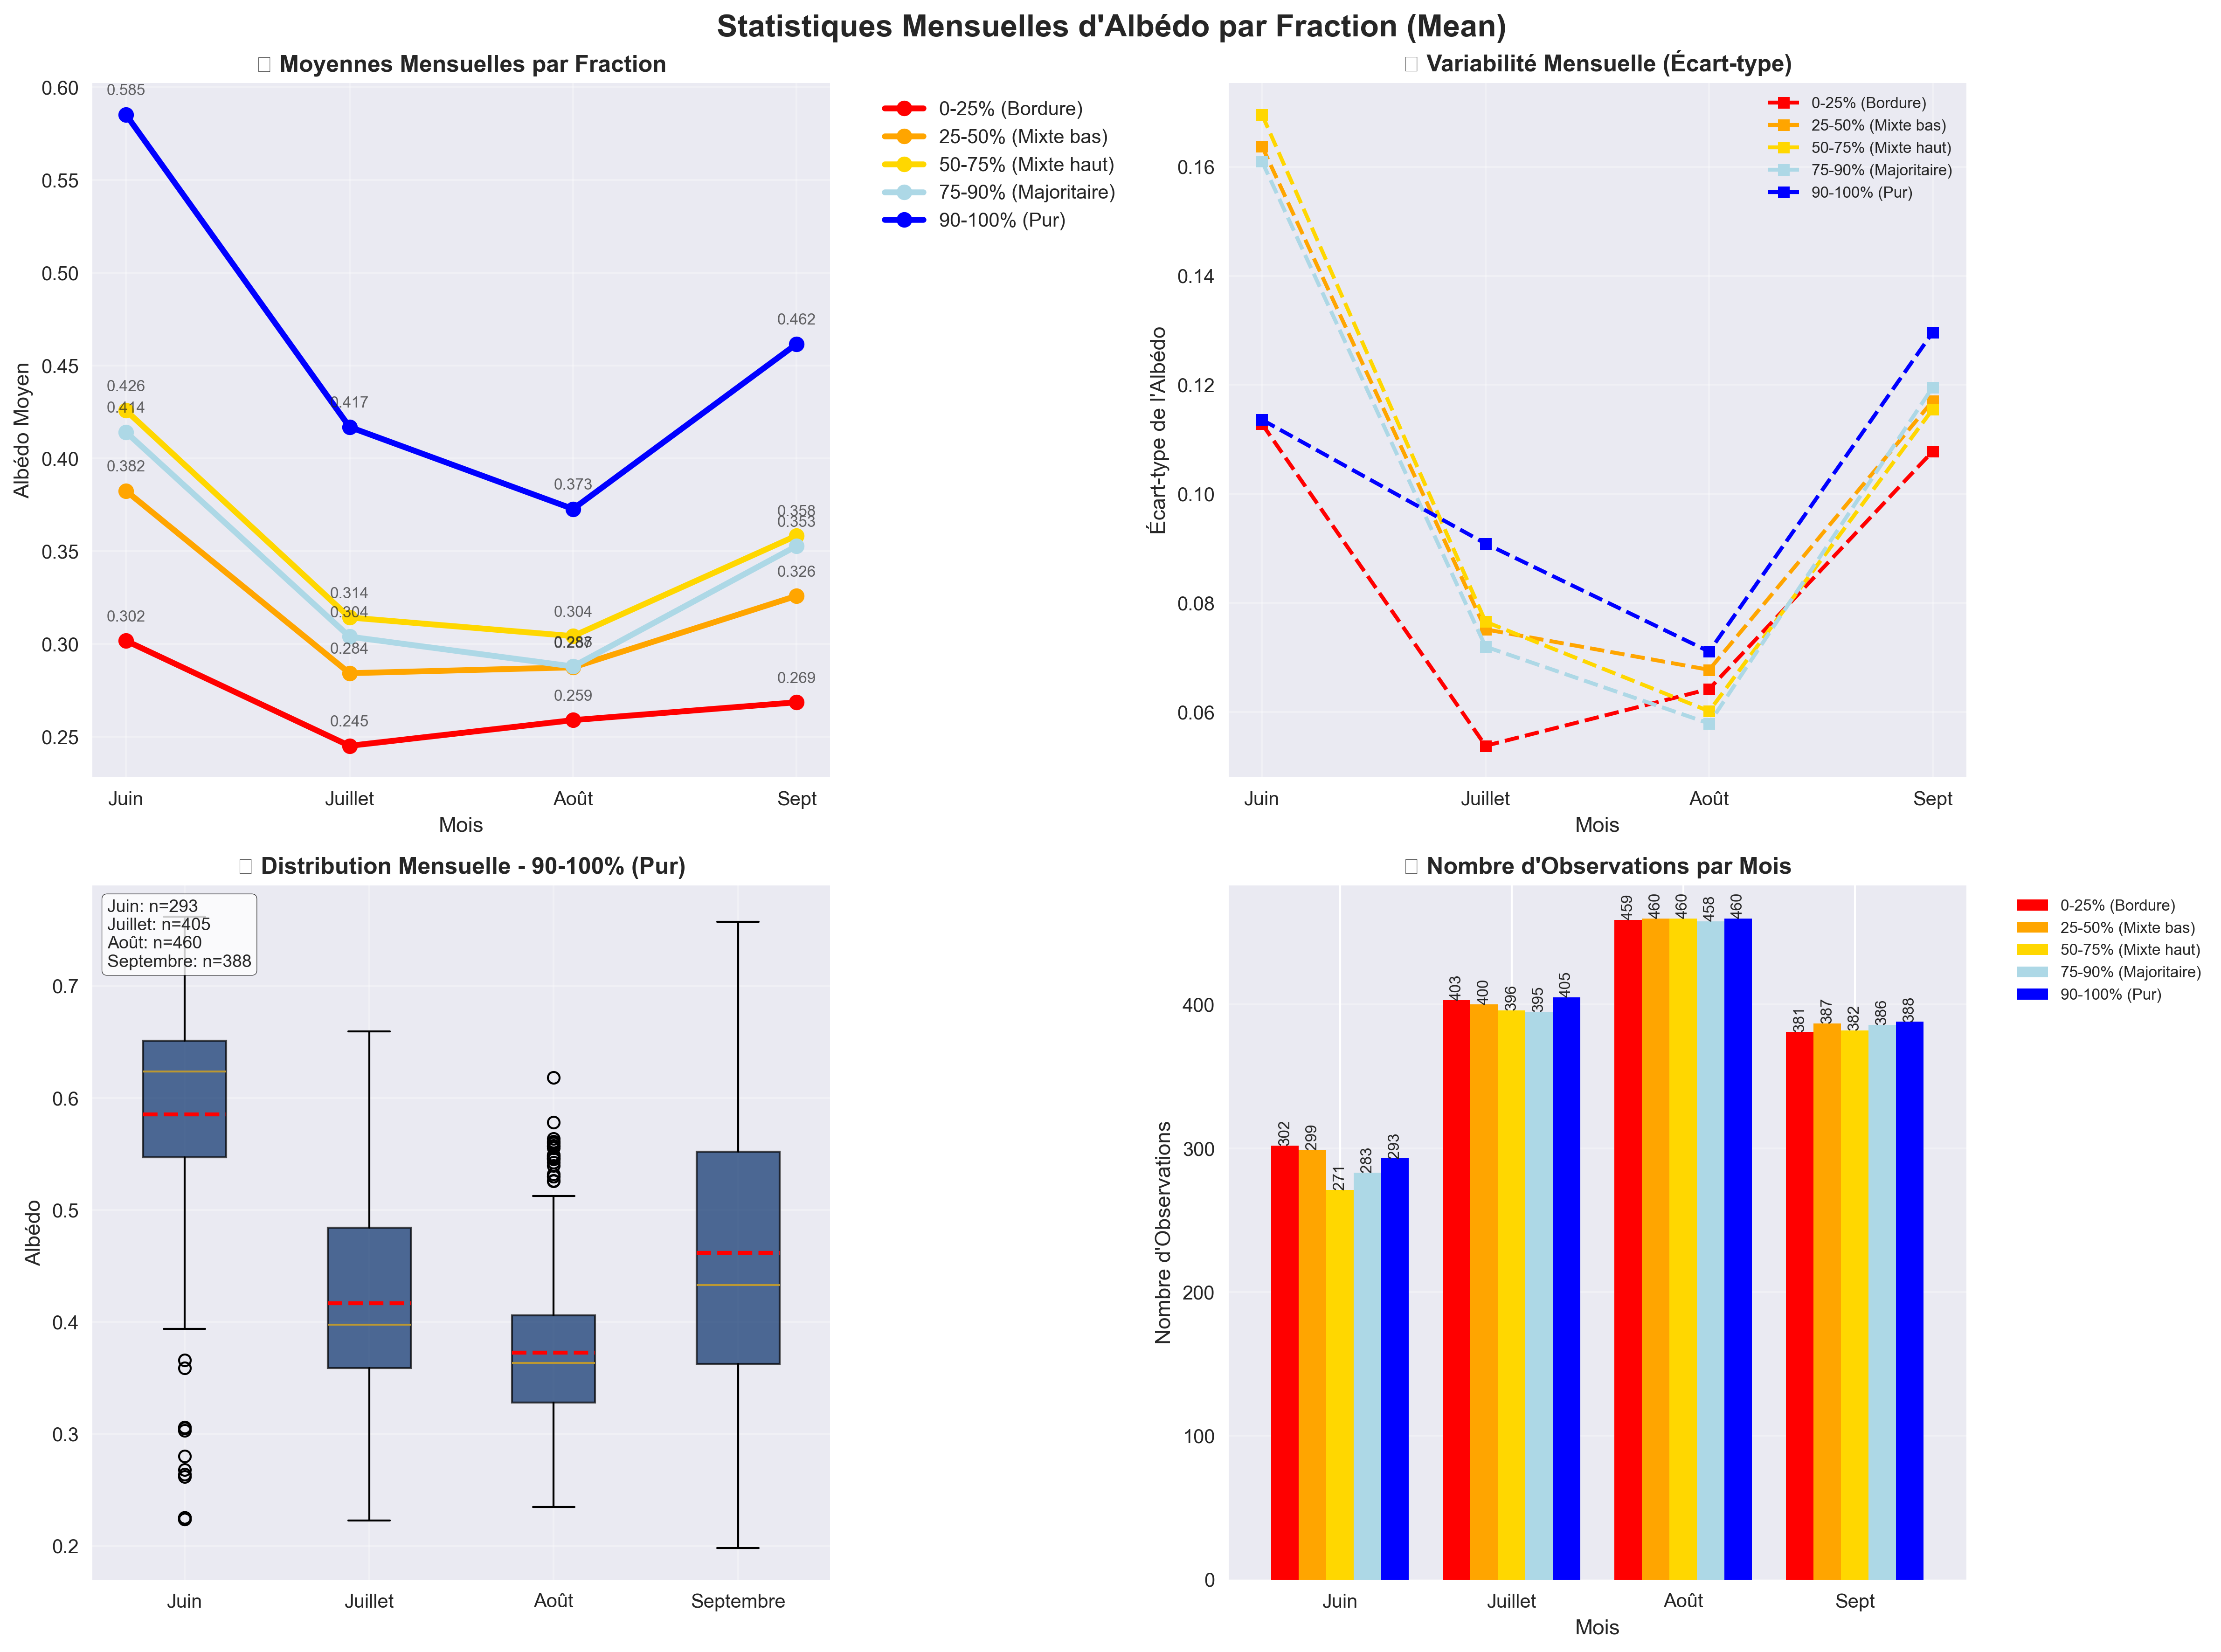 Statistiques Mensuelles d'Albédo par Fraction (Mean)
Moyennes Mensuelles par Fraction
0.60
0.55
0.50
0.45
0.40
0.35
0.30
0.25
Albédo Moyen
0.585
0.417
0.373
0.462
0.426
0.414
0.382
0.302
0.314
0.304
0.284
0.245
0.304
0.259
0.358
0.353
0.326
0.269
Juin
Juillet
Août
Sept
Mois
0-25% (Bordure)
25-50% (Mixte bas)
50-75% (Mixte haut)
75-90% (Majoritaire)
90-100% (Pur)
Variabilité Mensuelle (Écart-type)
0.16
0.14
0.12
0.10
0.08
0.06
Écart-type de l'Albédo
0-25% (Bordure)
25-50% (Mixte bas)
50-75% (Mixte haut)
75-90% (Majoritaire)
90-100% (Pur)
Juin
Juillet
Août
Sept
Mois
Distribution Mensuelle - 90-100% (Pur)
Juin: n=293
Juillet: n=405
Août: n=460
Septembre: n=388
0.7
0.6
0.5
0.4
0.3
0.2
Albédo
Juin
Juillet
Août
Septembre
Nombre d'Observations par Mois
400
300
200
100
0
Nombre d'Observations
302
299
271
283
293
403
400
396
395
405
459
460
460
458
460
381
387
382
386
388
Juin
Juillet
Août
Sept
Mois
0-25% (Bordure)
25-50% (Mixte bas)
50-75% (Mixte haut)
75-90% (Majoritaire)
90-100% (Pur)